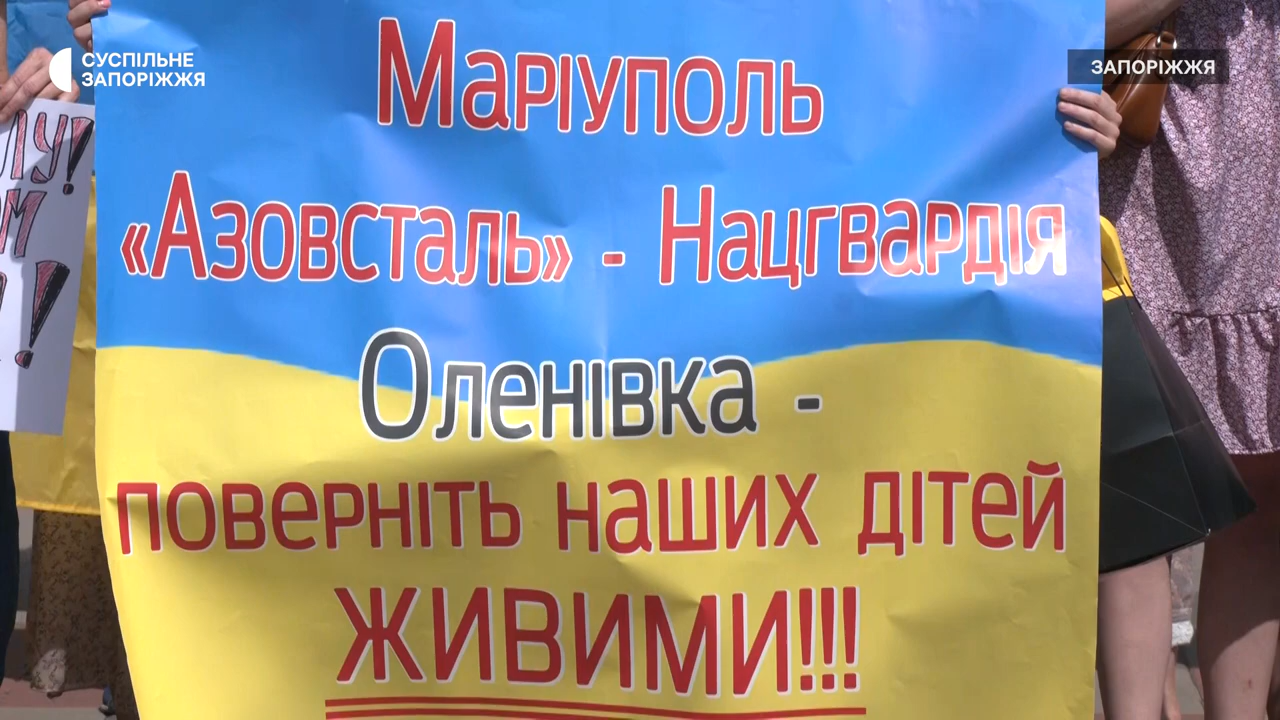 СУСПІЛЬНЕ
ЗАПОРІЖЖЯ
ЗАПОРІЖЖЯ
Маріуполь
«Азовсталь» - Нацгвардія
Оленівка -
поверніть наших дітей
ЖИВИМИ!!!